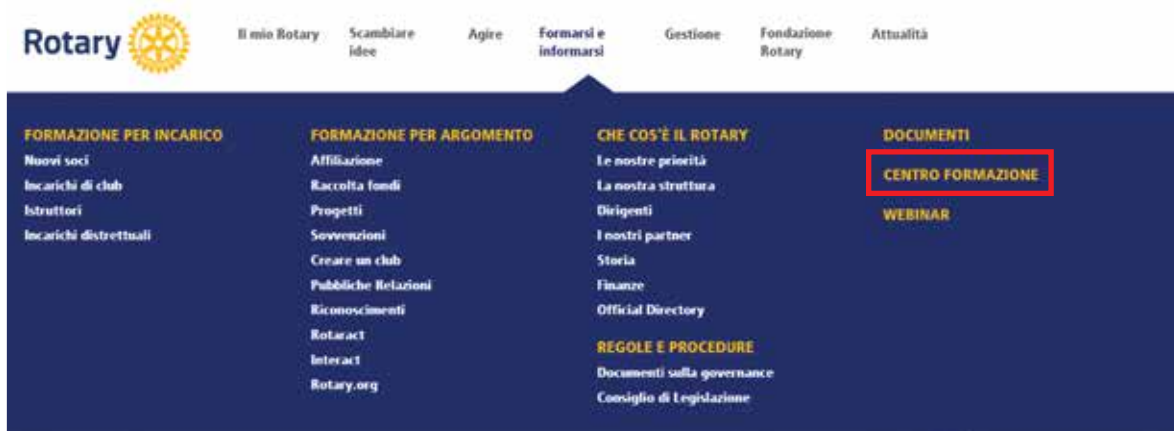 Rotary
Il mio Rotary
Scambiare
idee
Agire
Formarsi e
informarsi
Gestione
Fondazione
Rotary
Attualità
FORMAZIONE PER INCARICO
Nuovi soci
Incarichi di club
Istruttori
Incarichi distrettuali
FORMAZIONE PER ARGOMENTO
Affiliazione
Raccolta fondi
Progetti
Sovvenzioni
Creare un club
Pubbliche Relazioni
Riconoscimenti
Rotaract
Interact
Rotary.org
CHE COS'È IL ROTARY
Le nostre priorità
La nostra struttura
Dirigenti
I nostri partner
Storia
Finanze
Official Directory
REGOLE E PROCEDURE
Documenti sulla governance
Consiglio di Legislazione
DOCUMENTI
CENTRO FORMAZIONE
WEBINAR